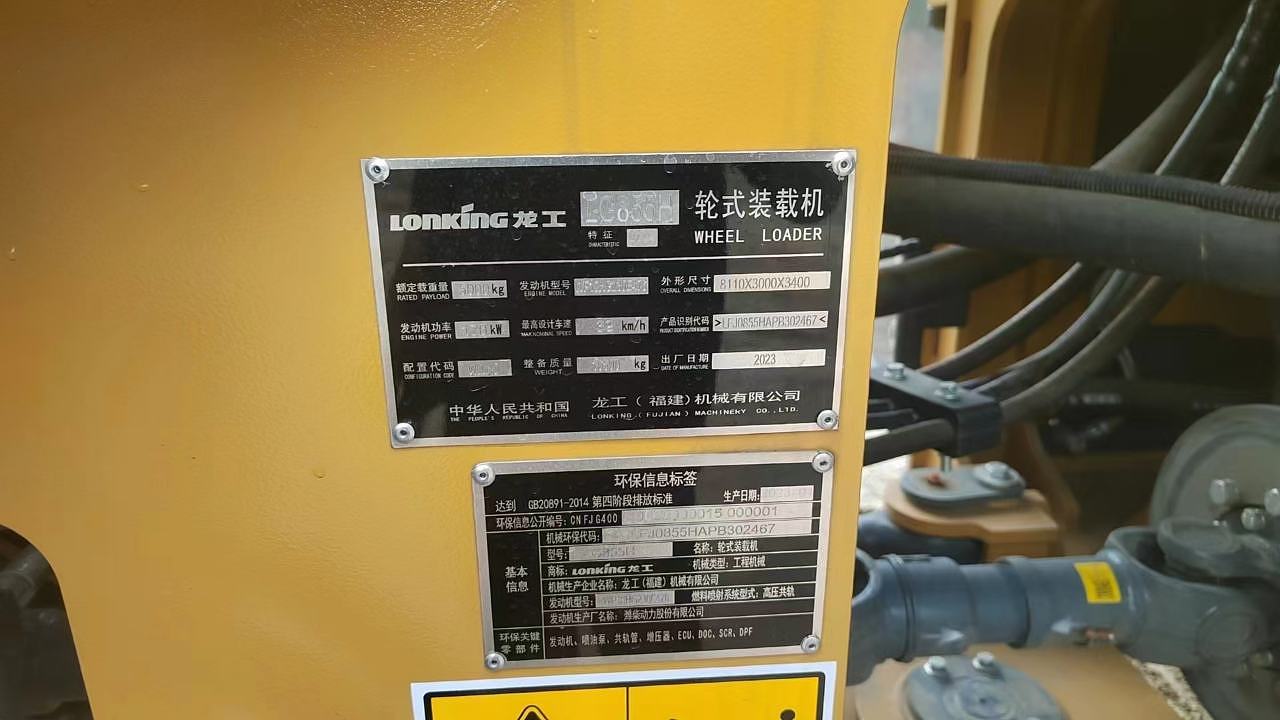 LONKING 龙工 轮式装载机
特征
CHARACTERISTIC
WHEEL LOADER
额定载重量 kg 发动机型号 外形尺寸 8110X3000X3400
RATED PAYLOAD ENGINE MODEL OVERALL DIMENSIONS
发动机功率 kW 最高设计车速 km/h 产品识别代码 >LFJ0855HAPB302467<
ENGINE POWER MAX.NOMINAL SPEED PRODUCT IDENTIFICATION NUMBER
配置代码 整备质量 kg 出厂日期 2023
CONFIGURATION CODE WEIGHT DATE OF MANUFACTURE
中华人民共和国 龙工(福建)机械有限公司
THE PEOPLE'S REPUBLIC OF CHINA LONKING (FUJIAN) MACHINERY CO.,LTD.
环保信息标签
达到 GB20891-2014 第四阶段排放标准 生产日期:
环保信息公开编号: CNFJG400 000001
机械环保代码: LFJ0855HAPB302467
基本信息
型号: 名称: 轮式装载机
商标: LONKING 龙工 机械类型: 工程机械
机械生产企业名称: 龙工(福建)机械有限公司
发动机型号: 燃料喷射系统型式: 高压共轨
发动机生产厂名称: 潍柴动力股份有限公司
环保关键零部件 发动机、喷油泵、共轨管、增压器、ECU、DOC、SCR、DPF